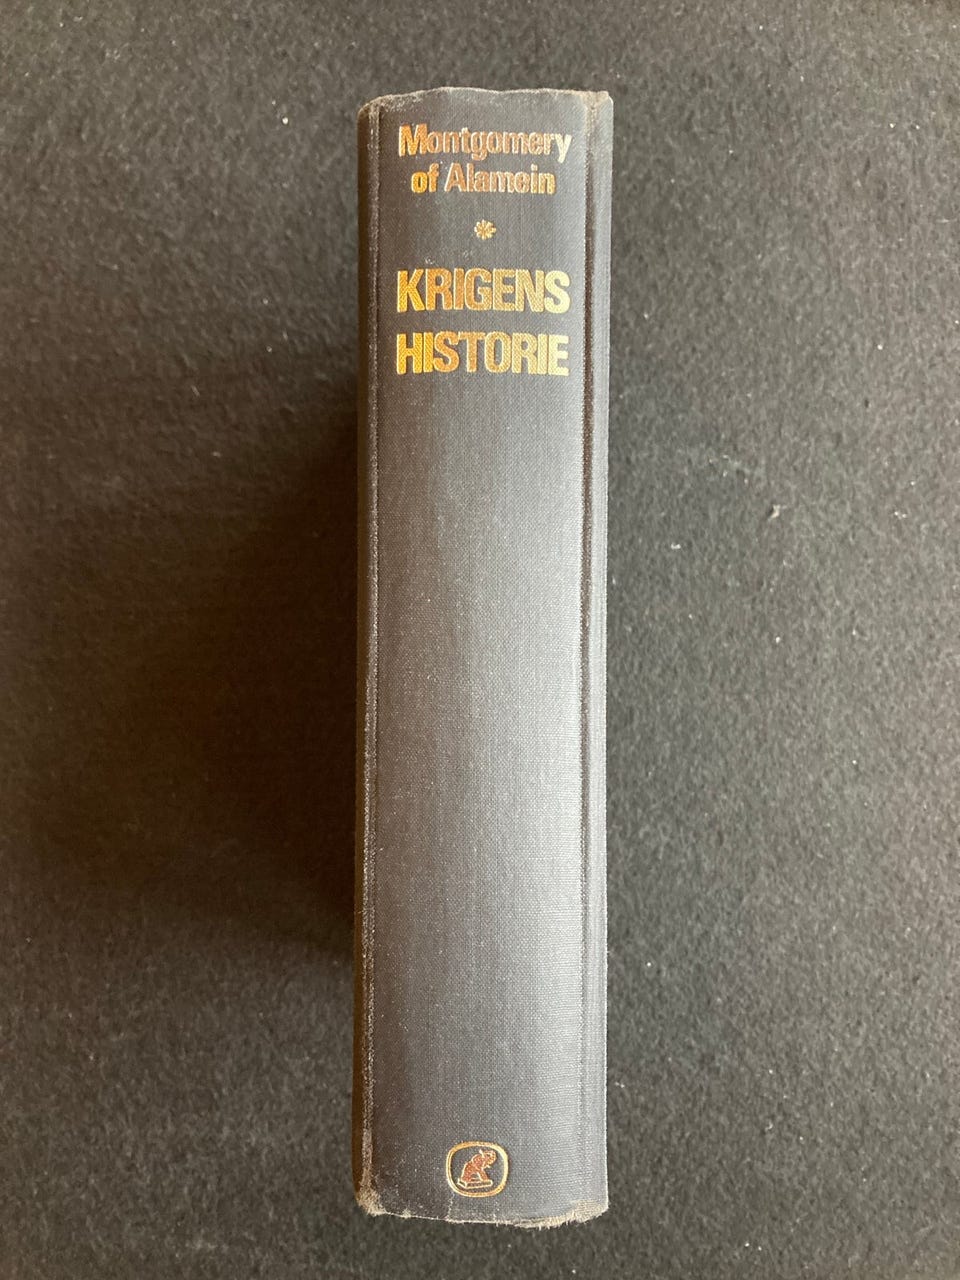 Montgomery
of Alamein
*
KRIGENS
HISTORIE